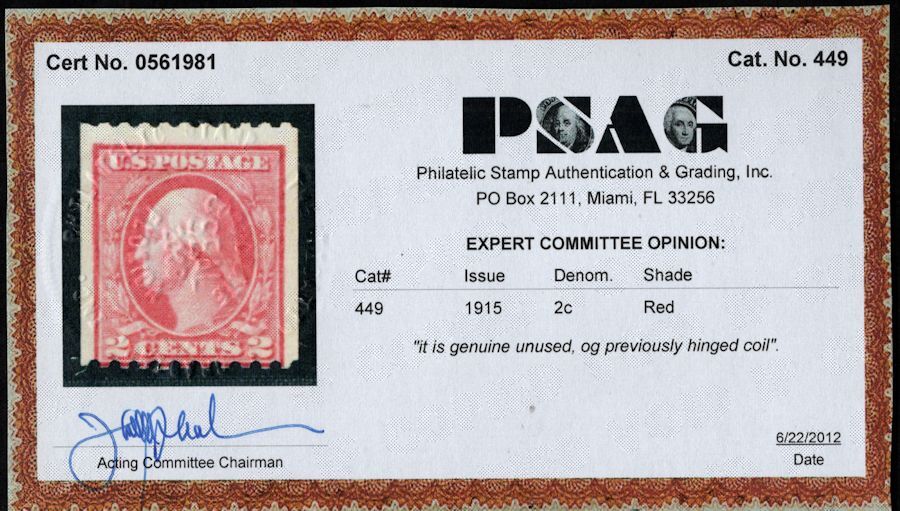 Cert No. 0561981
Cat. No. 449
PSAG
Philatelic Stamp Authentication & Grading, Inc.
PO Box 2111, Miami, FL 33256
EXPERT COMMITTEE OPINION:
Cat# Issue Denom. Shade
449 1915 2c Red
"it is genuine unused, og previously hinged coil".
U.S. POSTAGE
2 CENTS 2
Acting Committee Chairman
6/22/2012
Date